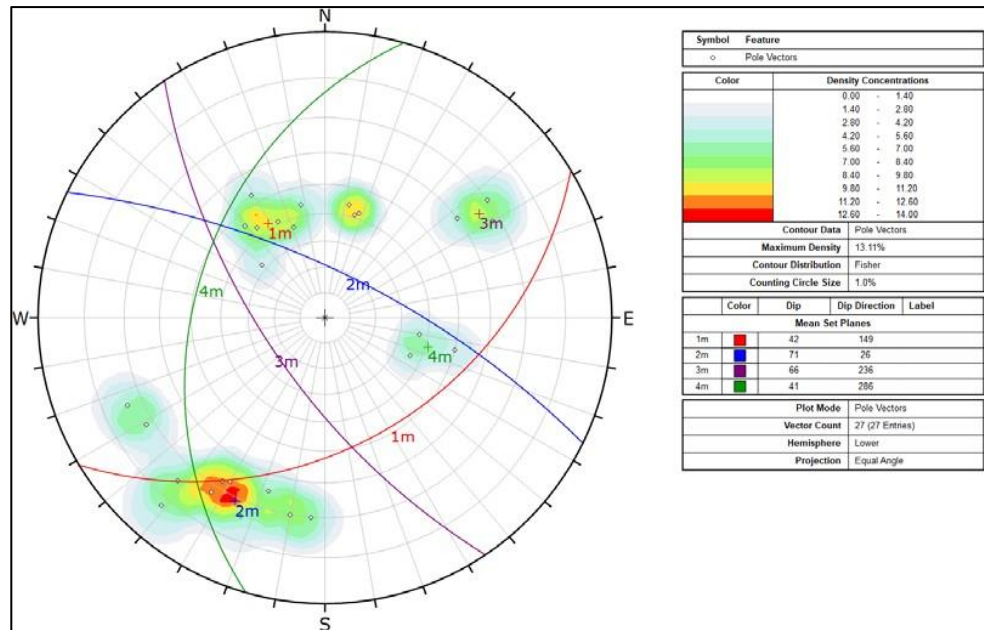 N
W
E
S
1m
2m
3m
4m
4m
3m
1m
2m
Symbol Feature
Pole Vectors
Color Density Concentrations
0.00 - 1.40
1.40 - 2.80
2.80 - 4.20
4.20 - 5.60
5.60 - 7.00
7.00 - 8.40
8.40 - 9.80
9.80 - 11.20
11.20 - 12.60
12.60 - 14.00
Contour Data Pole Vectors
Maximum Density 13.11%
Contour Distribution Fisher
Counting Circle Size 1.0%
Color Dip Dip Direction Label
Mean Set Planes
1m 42 149
2m 71 26
3m 66 236
4m 41 286
Plot Mode Pole Vectors
Vector Count 27 (27 Entries)
Hemisphere Lower
Projection Equal Angle